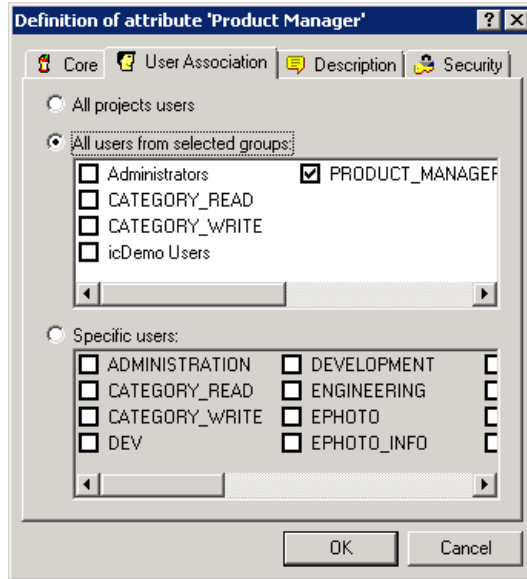 Definition of attribute 'Product Manager'
Core User Association Description Security
All projects users
All users from selected groups:
Administrators PRODUCT_MANAGER
CATEGORY_READ
CATEGORY_WRITE
icDemo Users
Specific users:
ADMINISTRATION DEVELOPMENT
CATEGORY_READ ENGINEERING
CATEGORY_WRITE EPHOTO
DEV EPHOTO_INFO
OK Cancel